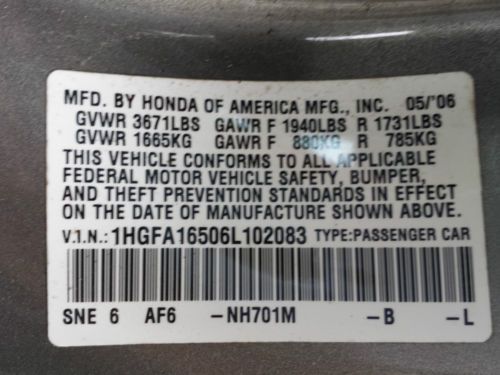 MFD. BY HONDA OF AMERICA MFG., INC. 05/'06
GVWR 3671LBS GAWR F 1940LBS R 1731LBS
GVWR 1665KG GAWR F 880KG R 785KG
THIS VEHICLE CONFORMS TO ALL APPLICABLE
FEDERAL MOTOR VEHICLE SAFETY, BUMPER,
AND THEFT PREVENTION STANDARDS IN EFFECT
ON THE DATE OF MANUFACTURE SHOWN ABOVE.
V.I.N.:1HGFA16506L102083 TYPE:PASSENGER CAR
SNE 6 AF6 -NH701M -B -L